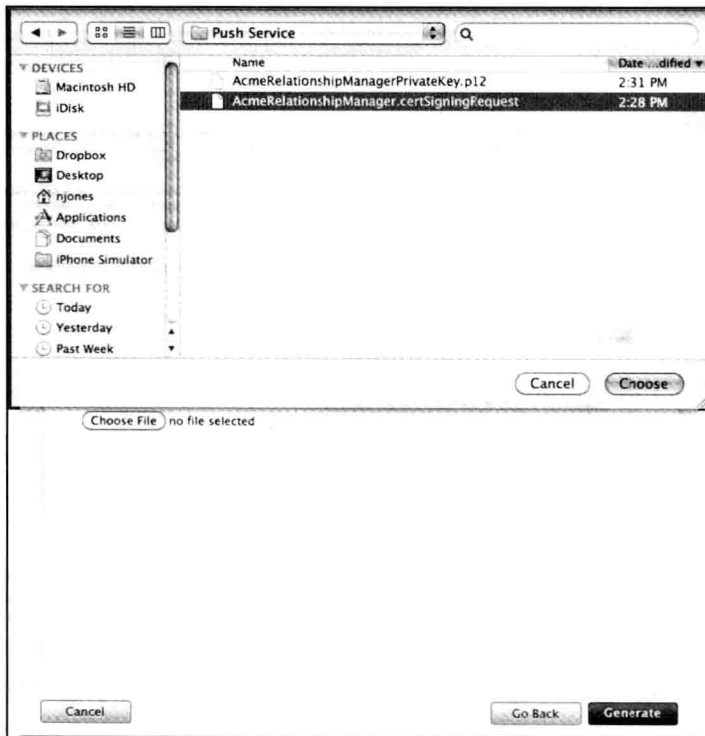 Push Service
DEVICES
Macintosh HD
iDisk
PLACES
Dropbox
Desktop
njones
Applications
Documents
iPhone Simulator
SEARCH FOR
Today
Yesterday
Past Week
Name Date ...dified
AcmeRelationshipManagerPrivateKey.p12 2:31 PM
AcmeRelationshipManager.certSigningRequest 2:28 PM
Cancel Choose
Choose File no file selected
Cancel Go Back Generate